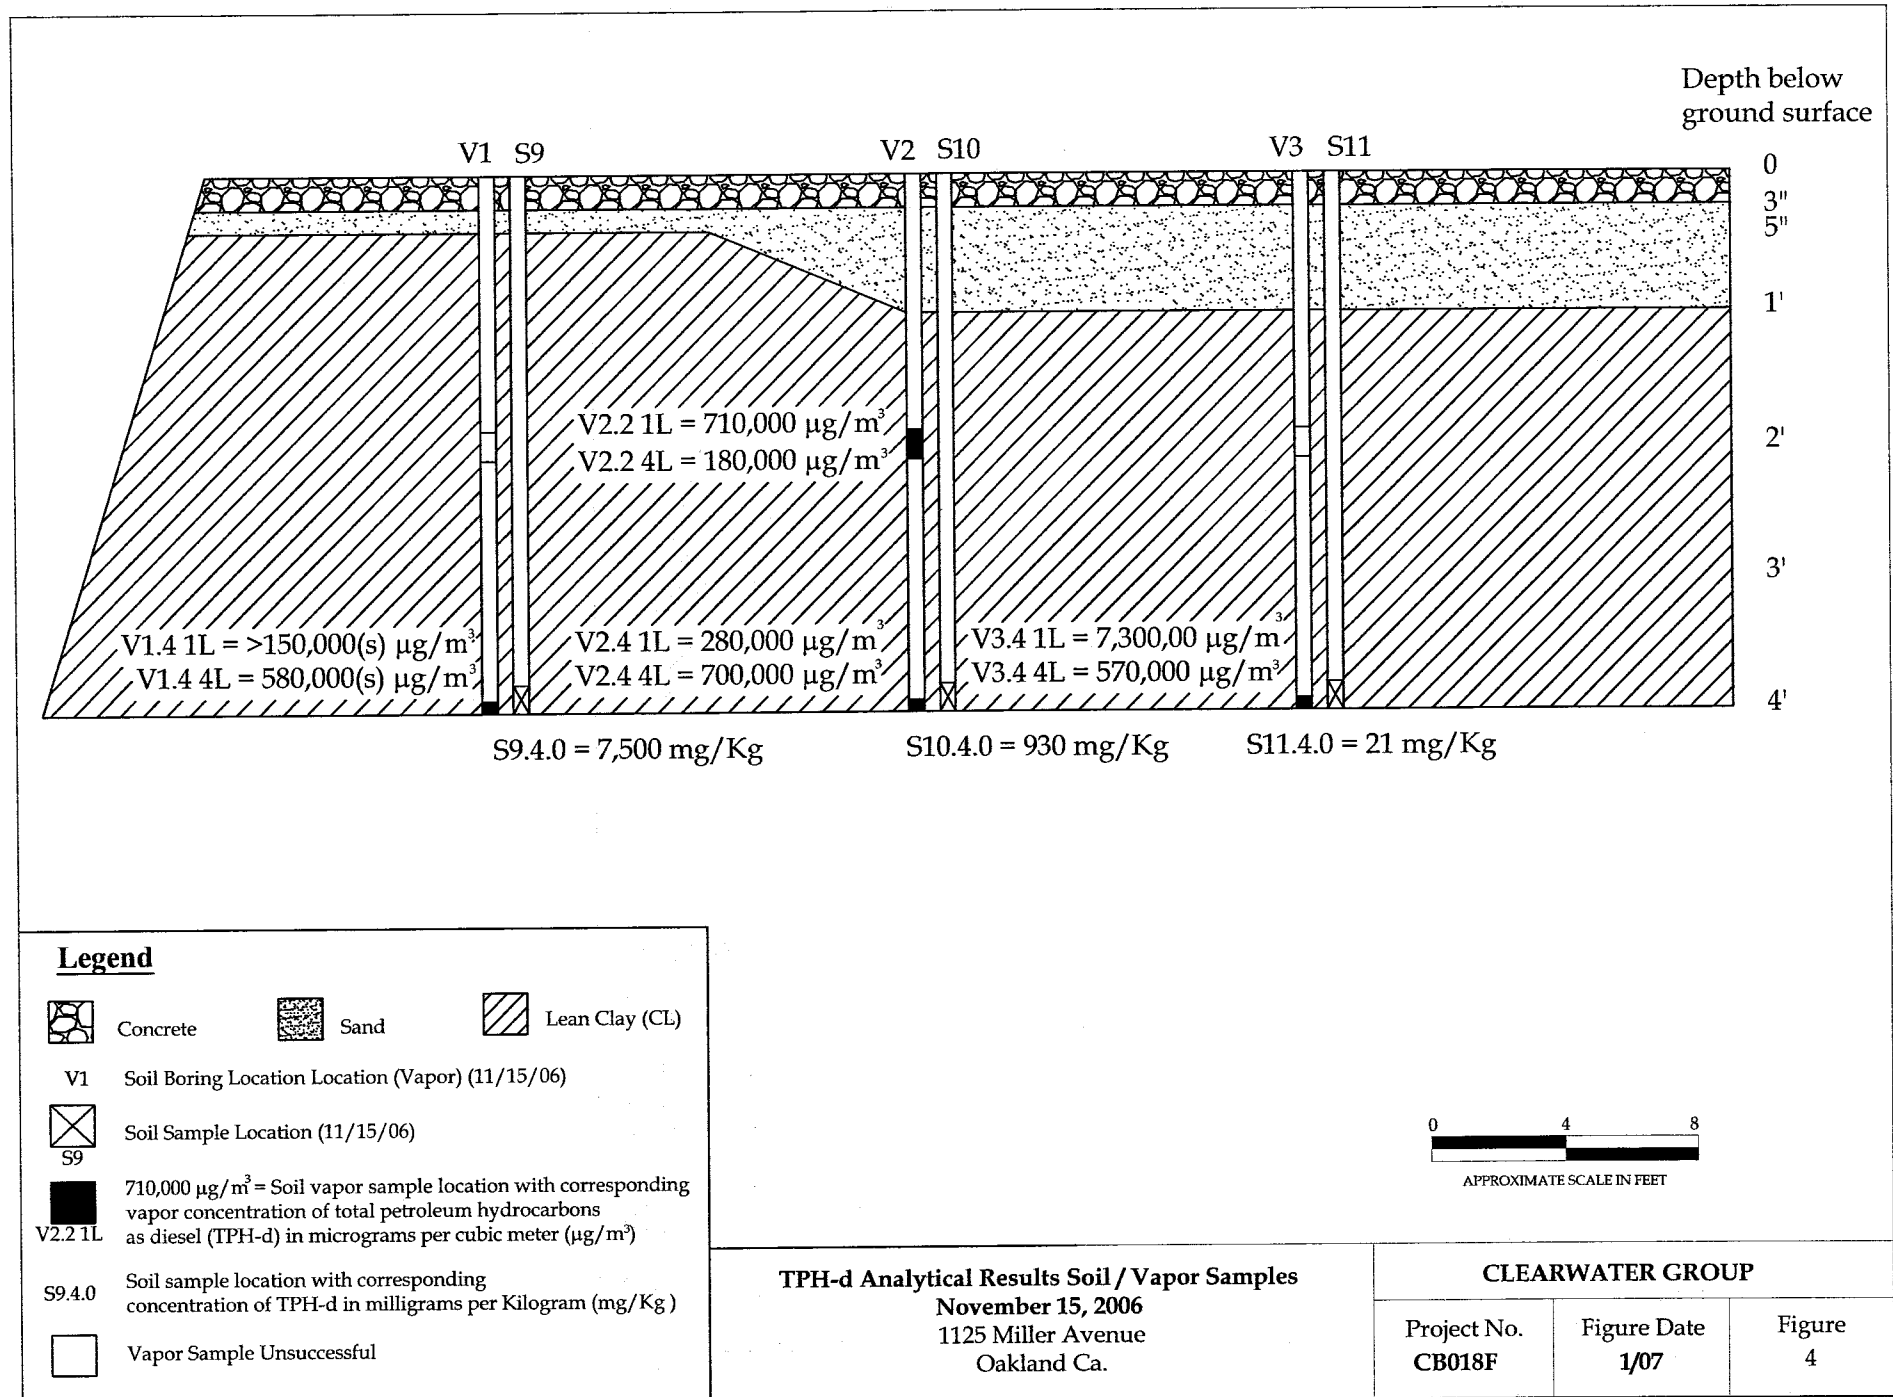 Depth below
ground surface
V1 S9
V2 S10
V3 S11
0
3"
5"
1'
2'
3'
4'
V2.2 1L = 710,000 µg/m³
V2.2 4L = 180,000 µg/m³
V1.4 1L = >150,000(s) µg/m³
V1.4 4L = 580,000(s) µg/m³
V2.4 1L = 280,000 µg/m³
V2.4 4L = 700,000 µg/m³
V3.4 1L = 7,300,00 µg/m³
V3.4 4L = 570,000 µg/m³
S9.4.0 = 7,500 mg/Kg
S10.4.0 = 930 mg/Kg
S11.4.0 = 21 mg/Kg
Legend
Concrete
Sand
Lean Clay (CL)
V1 Soil Boring Location Location (Vapor) (11/15/06)
Soil Sample Location (11/15/06)
S9
710,000 µg/m³ = Soil vapor sample location with corresponding
vapor concentration of total petroleum hydrocarbons
V2.2 1L as diesel (TPH-d) in micrograms per cubic meter (µg/m³)
S9.4.0 Soil sample location with corresponding
concentration of TPH-d in milligrams per Kilogram (mg/Kg )
Vapor Sample Unsuccessful
0 4 8
APPROXIMATE SCALE IN FEET
TPH-d Analytical Results Soil / Vapor Samples
November 15, 2006
1125 Miller Avenue
Oakland Ca.
CLEARWATER GROUP
Project No.
CB018F
Figure Date
1/07
Figure
4